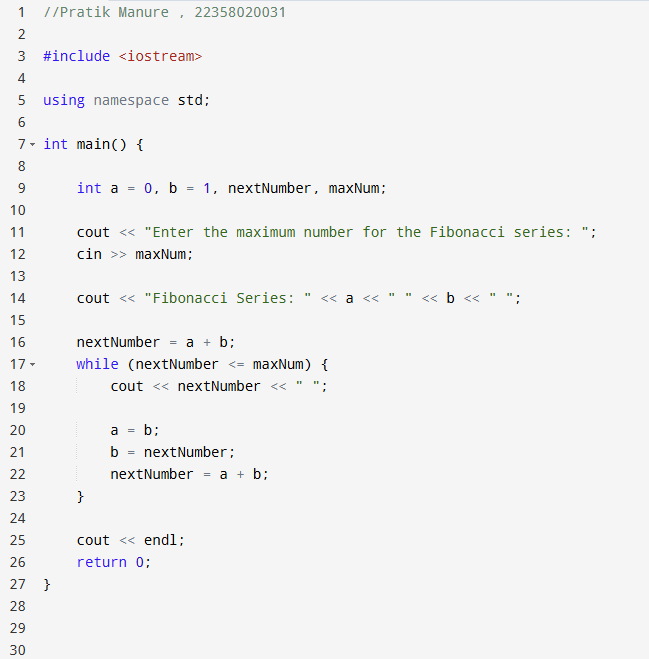 1 //Pratik Manure , 22358020031
2
3 #include <iostream>
4
5 using namespace std;
6
7 int main() {
8
9     int a = 0, b = 1, nextNumber, maxNum;
10
11     cout << "Enter the maximum number for the Fibonacci series: ";
12     cin >> maxNum;
13
14     cout << "Fibonacci Series: " << a << " " << b << " ";
15
16     nextNumber = a + b;
17     while (nextNumber <= maxNum) {
18         cout << nextNumber << " ";
19
20         a = b;
21         b = nextNumber;
22         nextNumber = a + b;
23     }
24
25     cout << endl;
26     return 0;
27 }
28
29
30